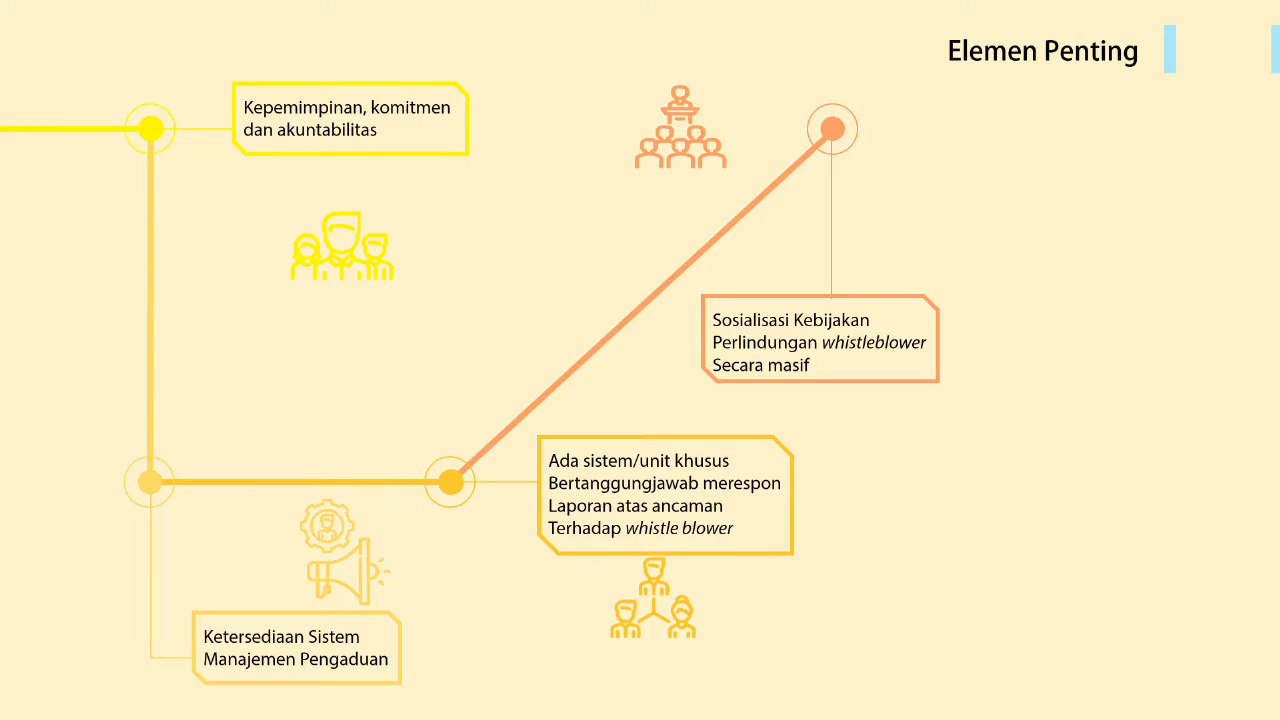 Elemen Penting
Kepemimpinan, komitmen
dan akuntabilitas
Sosialisasi Kebijakan
Perlindungan whistleblower
Secara masif
Ada sistem/unit khusus
Bertanggungjawab merespon
Laporan atas ancaman
Terhadap whistle blower
Ketersediaan Sistem
Manajemen Pengaduan